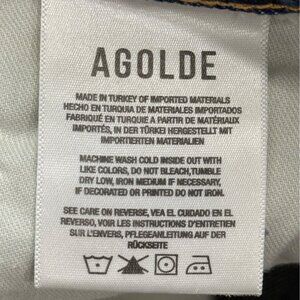 AGOLDE
MADE IN TURKEY OF IMPORTED MATERIALS
HECHO EN TURQUIA DE MATERIALES IMPORTADOS
FABRIQUÉ EN TURQUIE A PARTIR DE MATÉRIAUX
IMPORTÉS, IN DER TÜRKEI HERGESTELLT MIT
IMPORTIERTEN MATERIALIEN
MACHINE WASH COLD INSIDE OUT WITH
LIKE COLORS, DO NOT BLEACH,TUMBLE
DRY LOW, IRON MEDIUM IF NECESSARY,
IF DECORATED OR PRINTED DO NOT IRON.
SEE CARE ON REVERSE, VEA EL CUIDADO EN EL
REVERSO, VOIR LES INSTRUCTIONS D'ENTRETIEN
SUR L'ENVERS, PFLEGEANLEITUNG AUF DER
RÜCKSEITE